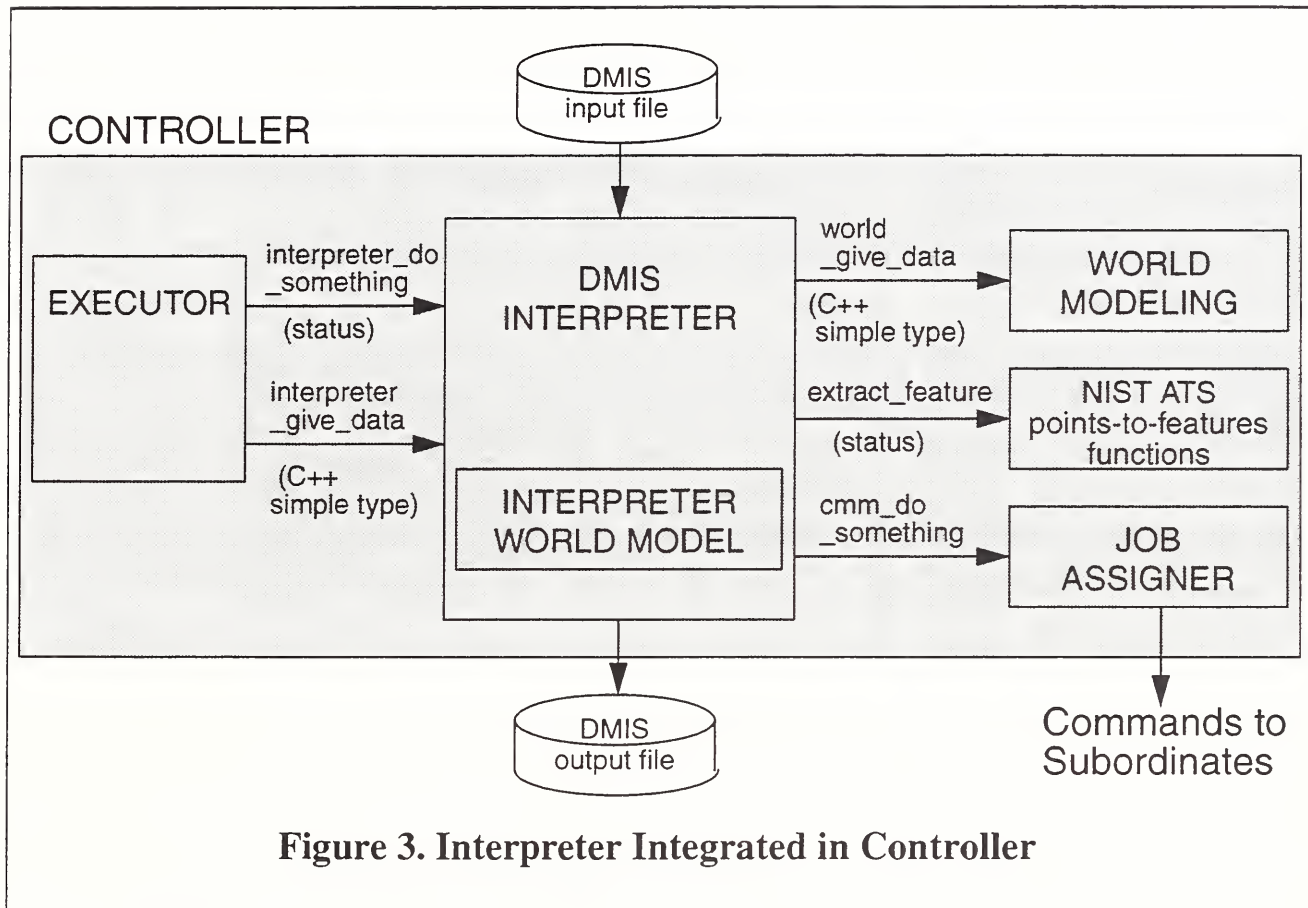 DMIS
input file
CONTROLLER
EXECUTOR
interpreter_do
_something
(status)
interpreter
_give_data
(C++
simple type)
DMIS
INTERPRETER
INTERPRETER
WORLD MODEL
world
_give_data
(C++
simple type)
extract_feature
(status)
cmm_do
_something
WORLD
MODELING
NIST ATS
points-to-features
functions
JOB
ASSIGNER
DMIS
output file
Commands to
Subordinates
Figure 3. Interpreter Integrated in Controller